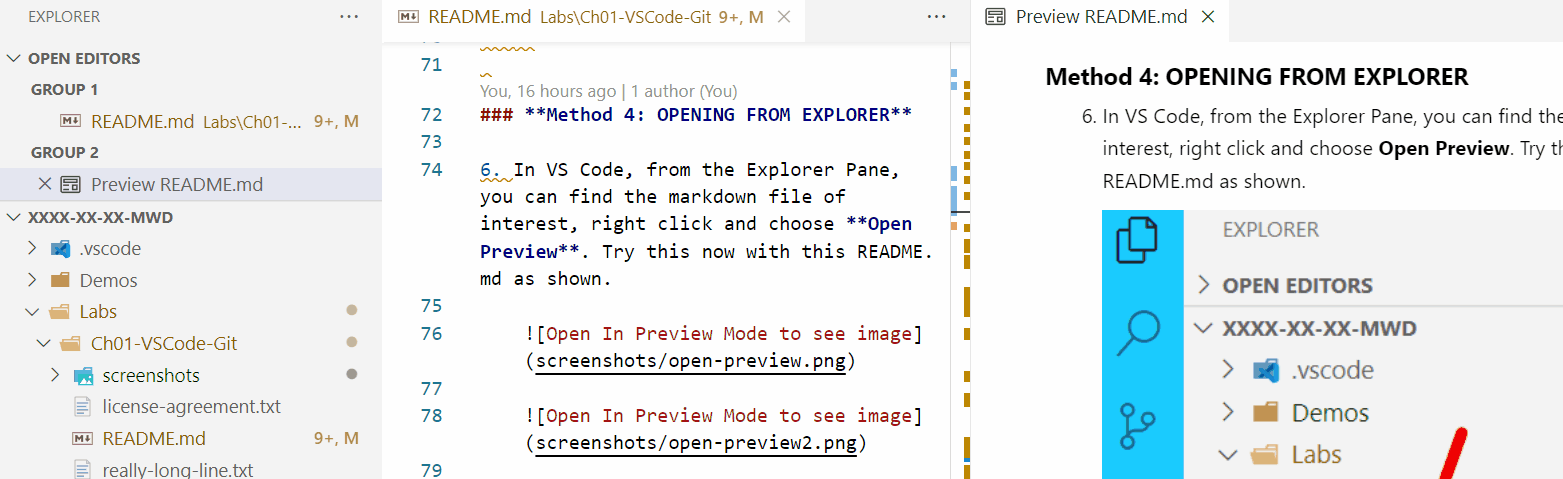 EXPLORER
OPEN EDITORS
GROUP 1
README.md Labs\Ch01-... 9+, M
GROUP 2
Preview README.md
XXXX-XX-XX-MWD
.vscode
Demos
Labs
Ch01-VSCode-Git
screenshots
license-agreement.txt
README.md 9+, M
really-long-line.txt
README.md Labs\Ch01-VSCode-Git 9+, M
71
You, 16 hours ago | 1 author (You)
72 ### **Method 4: OPENING FROM EXPLORER**
73
74 6. In VS Code, from the Explorer Pane,
you can find the markdown file of
interest, right click and choose **Open
Preview**. Try this now with this README.
md as shown.
75
76 ![Open In Preview Mode to see image]
(screenshots/open-preview.png)
77
78 ![Open In Preview Mode to see image]
(screenshots/open-preview2.png)
79
Preview README.md
Method 4: OPENING FROM EXPLORER
6. In VS Code, from the Explorer Pane, you can find the
interest, right click and choose Open Preview. Try th
README.md as shown.
EXPLORER
OPEN EDITORS
XXXX-XX-XX-MWD
.vscode
Demos
Labs